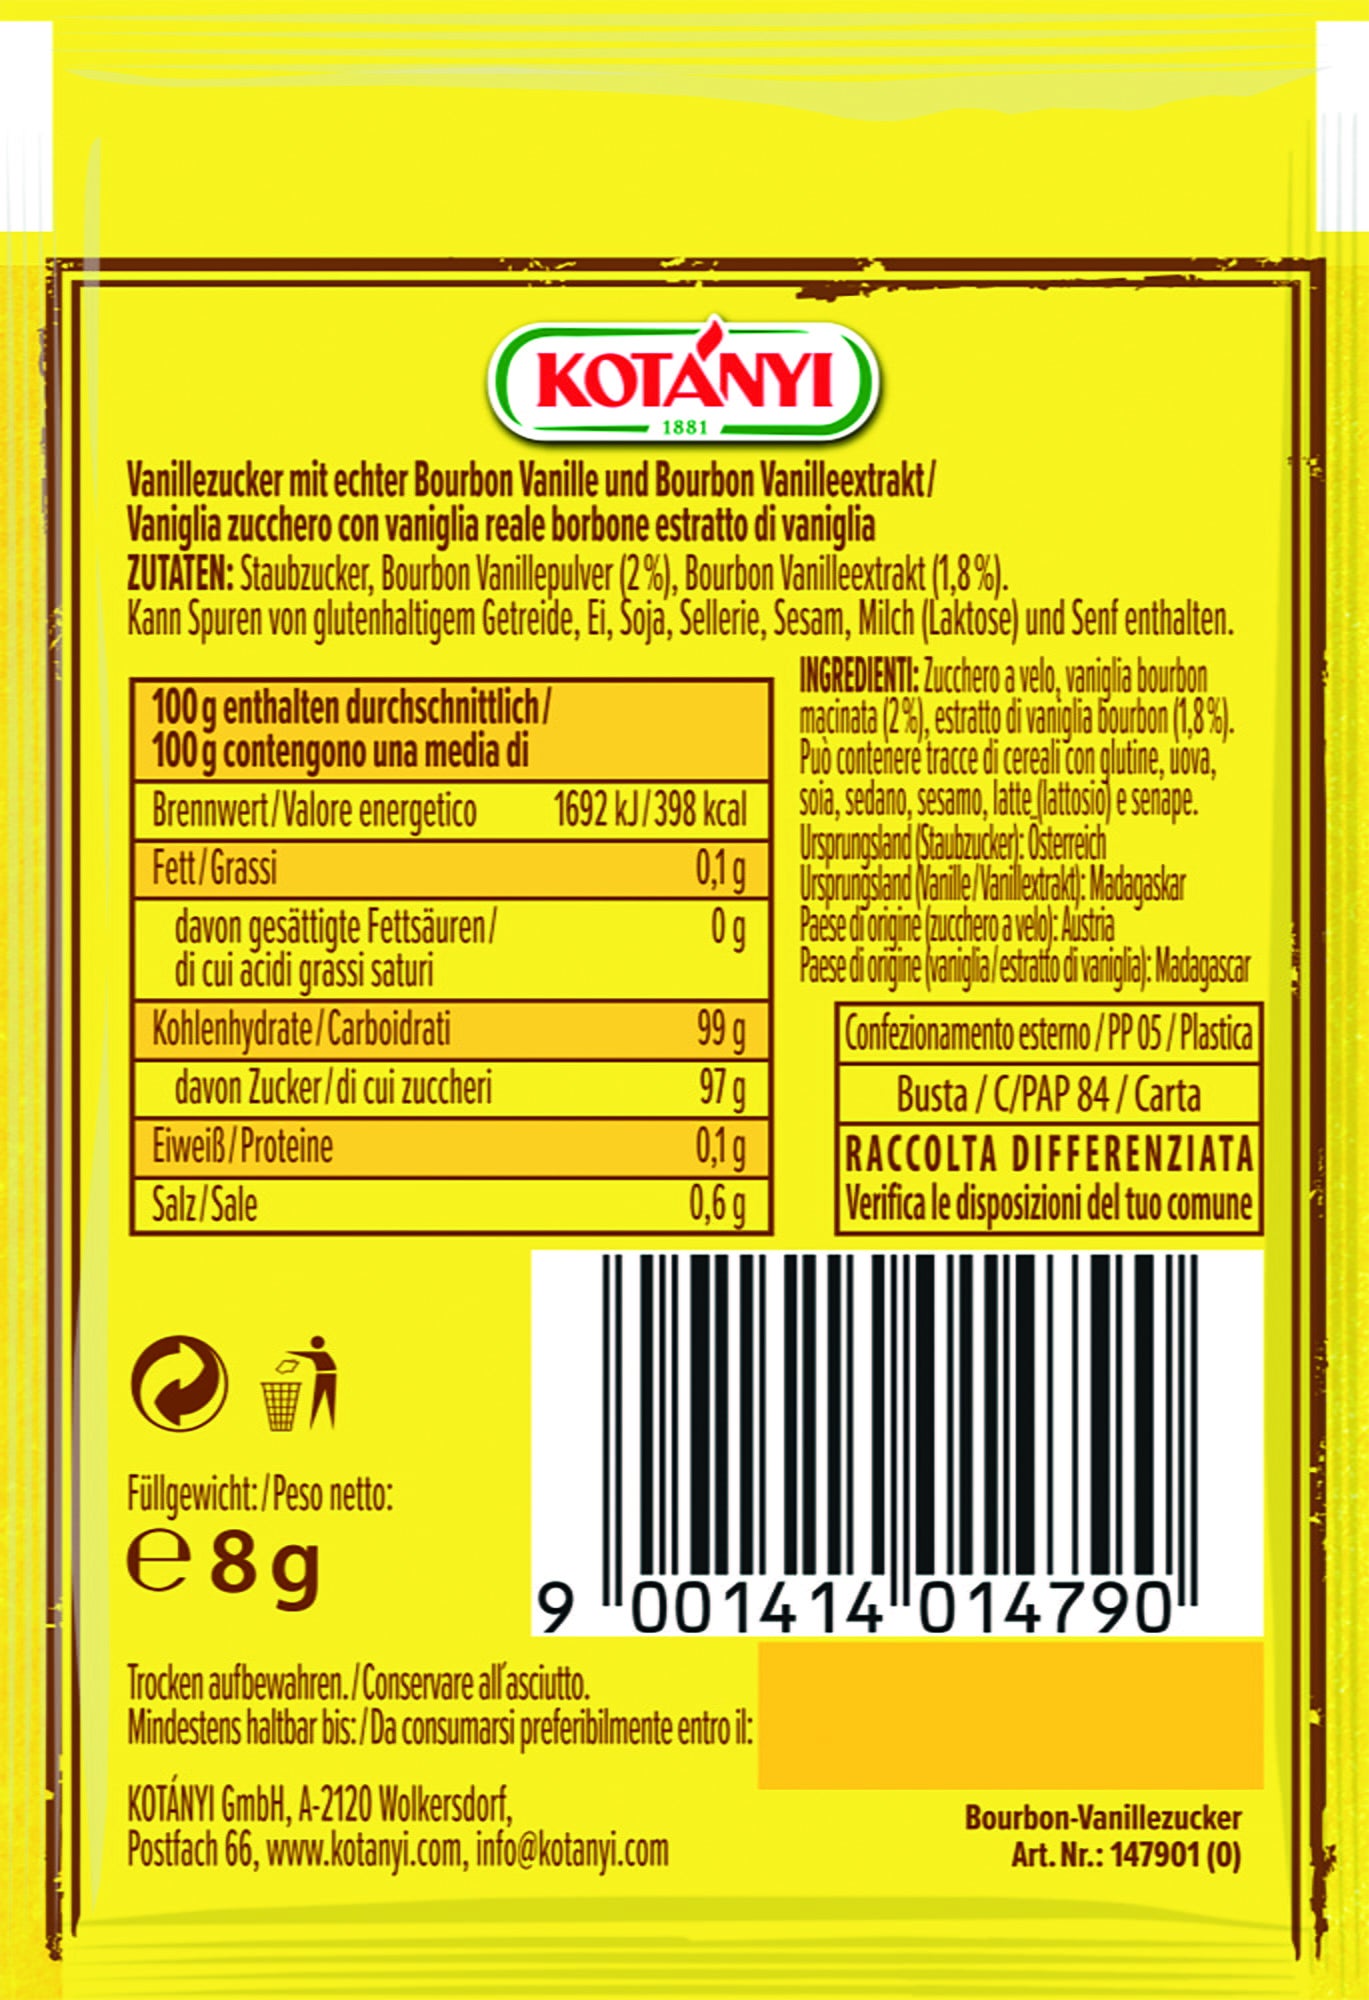 KOTÁNYI
1881
Vanillezucker mit echter Bourbon Vanille und Bourbon Vanilleextrakt/
Vaniglia zucchero con vaniglia reale borbone estratto di vaniglia
ZUTATEN: Staubzucker, Bourbon Vanillepulver (2%), Bourbon Vanilleextrakt (1,8%).
Kann Spuren von glutenhaltigem Getreide, Ei, Soja, Sellerie, Sesam, Milch (Laktose) und Senf enthalten.
100 g enthalten durchschnittlich/
100 g contengono una media di
Brennwert/Valore energetico 1692 kJ/398 kcal
Fett/Grassi 0,1 g
davon gesättigte Fettsäuren/ 0 g
di cui acidi grassi saturi
Kohlenhydrate/Carboidrati 99 g
davon Zucker/di cui zuccheri 97 g
Eiweiß/Proteine 0,1 g
Salz/Sale 0,6 g
INGREDIENTI: Zucchero a velo, vaniglia bourbon
macinata (2%), estratto di vaniglia bourbon (1,8%).
Può contenere tracce di cereali con glutine, uova,
soia, sedano, sesamo, latte (lattosio) e senape.
Ursprungsland (Staubzucker): Österreich
Ursprungsland (Vanille/Vanillextrakt): Madagaskar
Paese di origine (zucchero a velo): Austria
Paese di origine (vaniglia/estratto di vaniglia): Madagascar
Confezionamento esterno / PP 05 / Plastica
Busta / C/PAP 84 / Carta
RACCOLTA DIFFERENZIATA
Verifica le disposizioni del tuo comune
Füllgewicht:/Peso netto:
e 8 g
9 001414 014790
Trocken aufbewahren./Conservare all'asciutto.
Mindestens haltbar bis:/Da consumarsi preferibilmente entro il:
KOTÁNYI GmbH, A-2120 Wolkersdorf,
Postfach 66, www.kotanyi.com, info@kotanyi.com
Bourbon-Vanillezucker
Art. Nr.: 147901 (0)